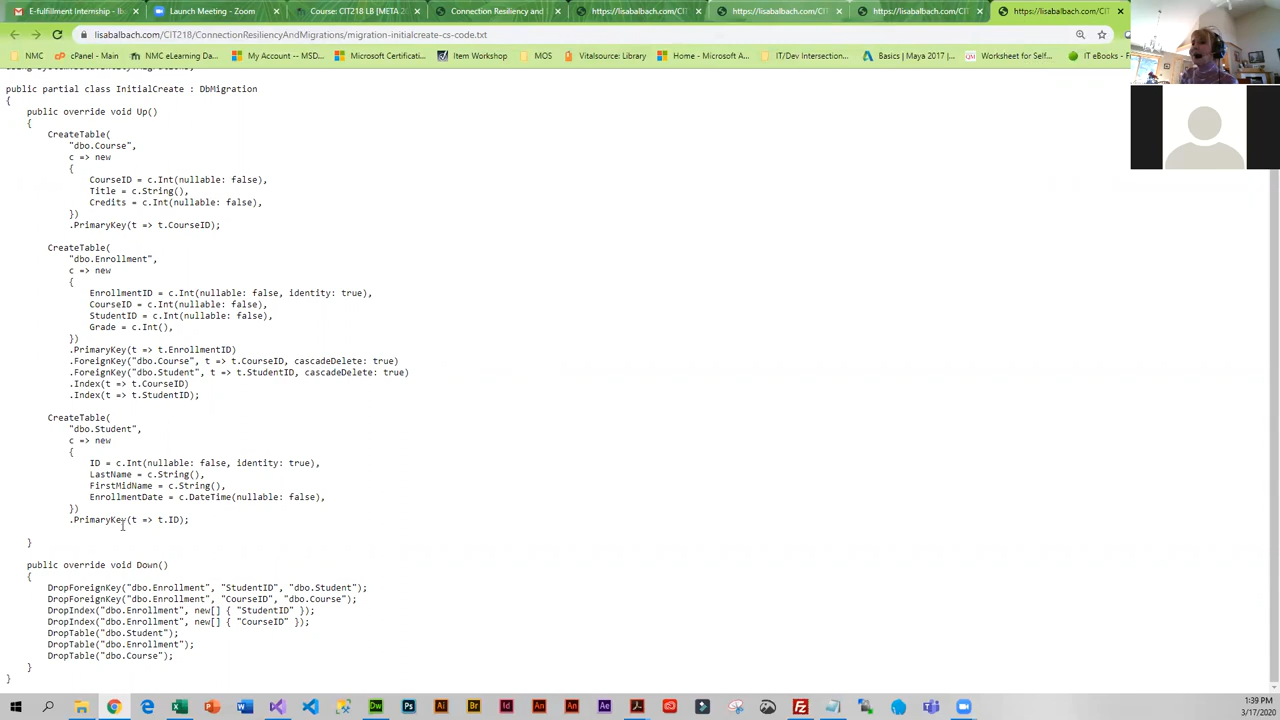 E-fulfillment Internship - lba
Launch Meeting - Zoom
Course: CIT218 LB [META 2
Connection Resiliency and
https://lisabalbach.com/CIT
https://lisabalbach.com/CIT
https://lisabalbach.com/CIT
https://lisabalbach.com/CIT
lisabalbach.com/CIT218/ConnectionResiliencyAndMigrations/migration-initialcreate-cs-code.txt
NMC
cPanel - Main
NMC eLearning Da...
My Account -- MSD...
Microsoft Certificati...
Item Workshop
MOS
Vitalsource: Library
Home - Microsoft A...
IT/Dev Intersection...
Basics | Maya 2017 |...
Worksheet for Self...
IT eBooks - F
public partial class InitialCreate : DbMigration
{
public override void Up()
{
CreateTable(
"dbo.Course",
c => new
{
CourseID = c.Int(nullable: false),
Title = c.String(),
Credits = c.Int(nullable: false),
})
.PrimaryKey(t => t.CourseID);
CreateTable(
"dbo.Enrollment",
c => new
{
EnrollmentID = c.Int(nullable: false, identity: true),
CourseID = c.Int(nullable: false),
StudentID = c.Int(nullable: false),
Grade = c.Int(),
})
.PrimaryKey(t => t.EnrollmentID)
.ForeignKey("dbo.Course", t => t.CourseID, cascadeDelete: true)
.ForeignKey("dbo.Student", t => t.StudentID, cascadeDelete: true)
.Index(t => t.CourseID)
.Index(t => t.StudentID);
CreateTable(
"dbo.Student",
c => new
{
ID = c.Int(nullable: false, identity: true),
LastName = c.String(),
FirstMidName = c.String(),
EnrollmentDate = c.DateTime(nullable: false),
})
.PrimaryKey(t => t.ID);
}
public override void Down()
{
DropForeignKey("dbo.Enrollment", "StudentID", "dbo.Student");
DropForeignKey("dbo.Enrollment", "CourseID", "dbo.Course");
DropIndex("dbo.Enrollment", new[] { "StudentID" });
DropIndex("dbo.Enrollment", new[] { "CourseID" });
DropTable("dbo.Student");
DropTable("dbo.Enrollment");
DropTable("dbo.Course");
}
}
1:39 PM
3/17/2020